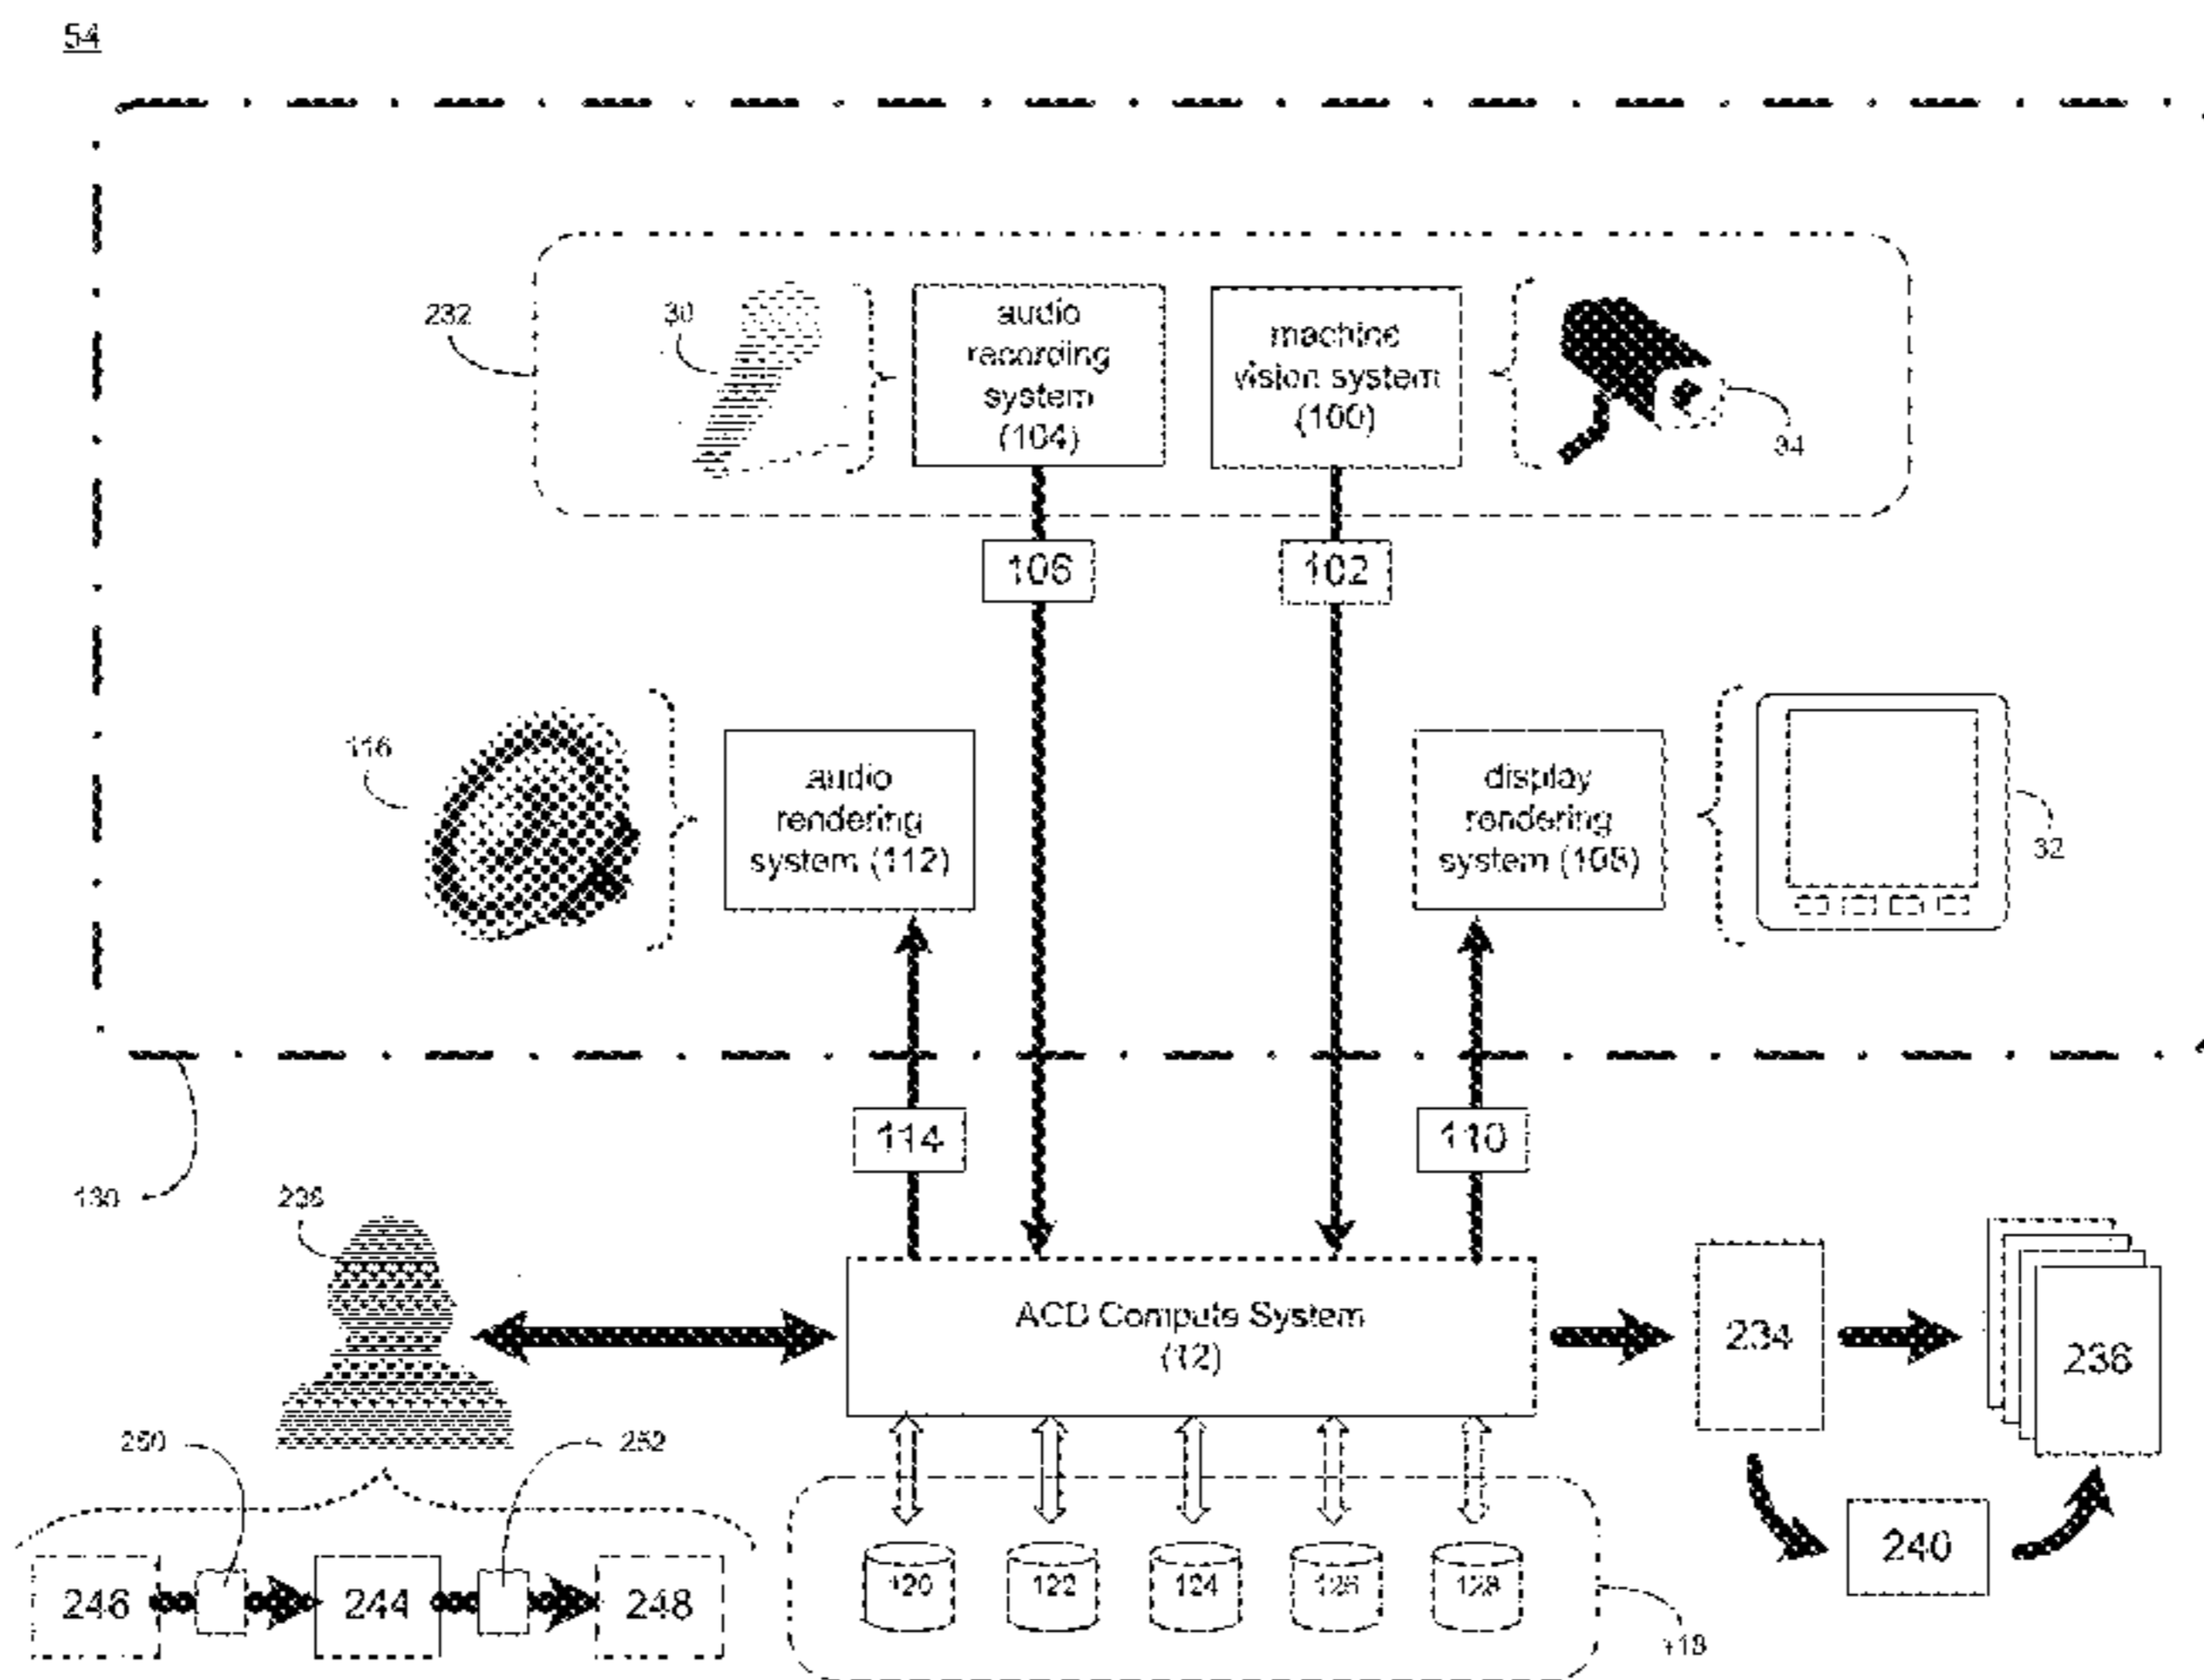 54
232
30
audio
recording
system
(104)
machine
vision system
(100)
34
106
102
116
audio
rendering
system (112)
display
rendering
system (108)
32
114
110
130
ACD Compute System
(12)
234
236
250
252
246
244
248
120
122
124
126
128
240
118